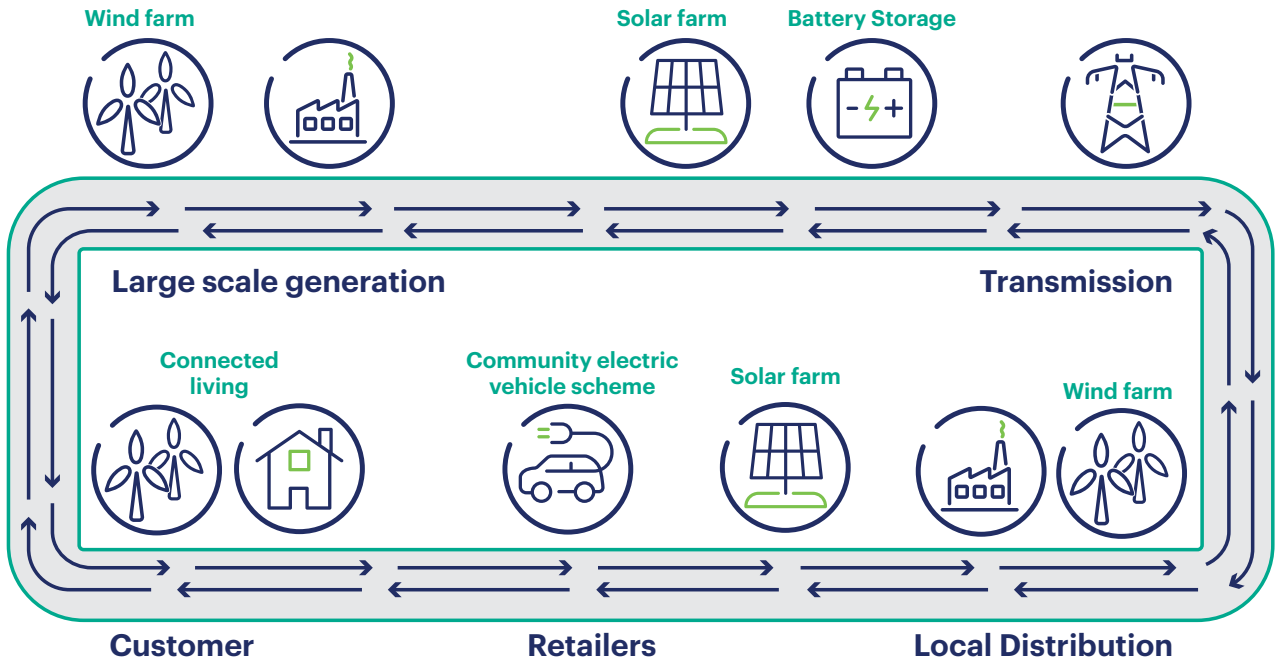 Wind farm
Solar farm
Battery Storage
Large scale generation
Transmission
Connected
living
Community electric
vehicle scheme
Solar farm
Wind farm
Customer
Retailers
Local Distribution